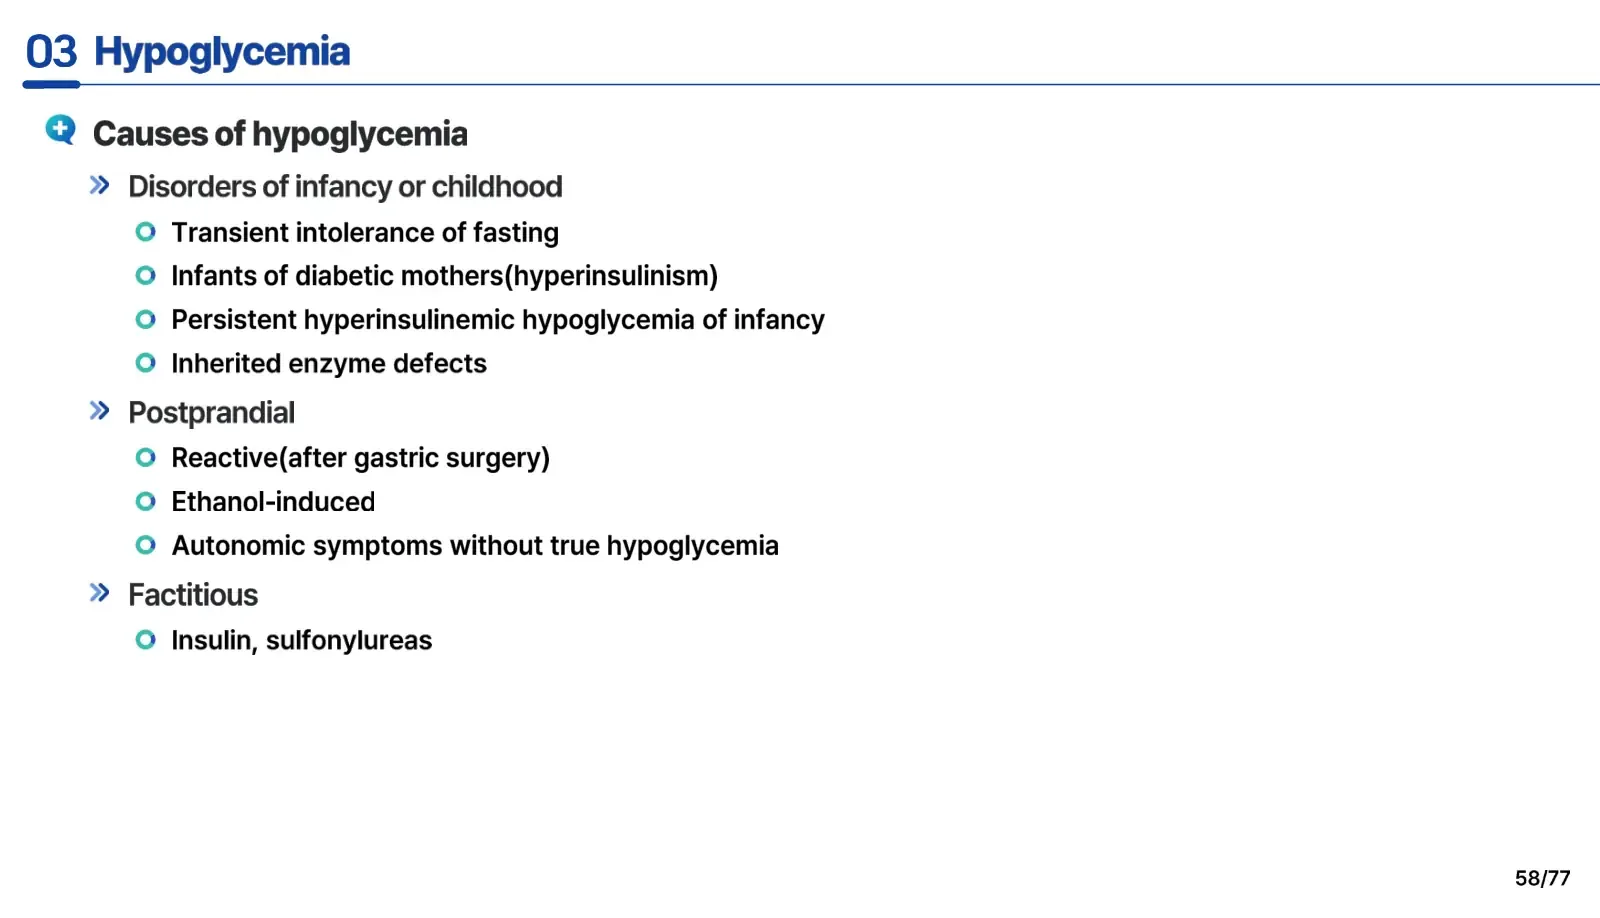 03 Hypoglycemia
Causes of hypoglycemia
Disorders of infancy or childhood
Transient intolerance of fasting
Infants of diabetic mothers(hyperinsulinism)
Persistent hyperinsulinemic hypoglycemia of infancy
Inherited enzyme defects
Postprandial
Reactive(after gastric surgery)
Ethanol-induced
Autonomic symptoms without true hypoglycemia
Factitious
Insulin, sulfonylureas
58/77